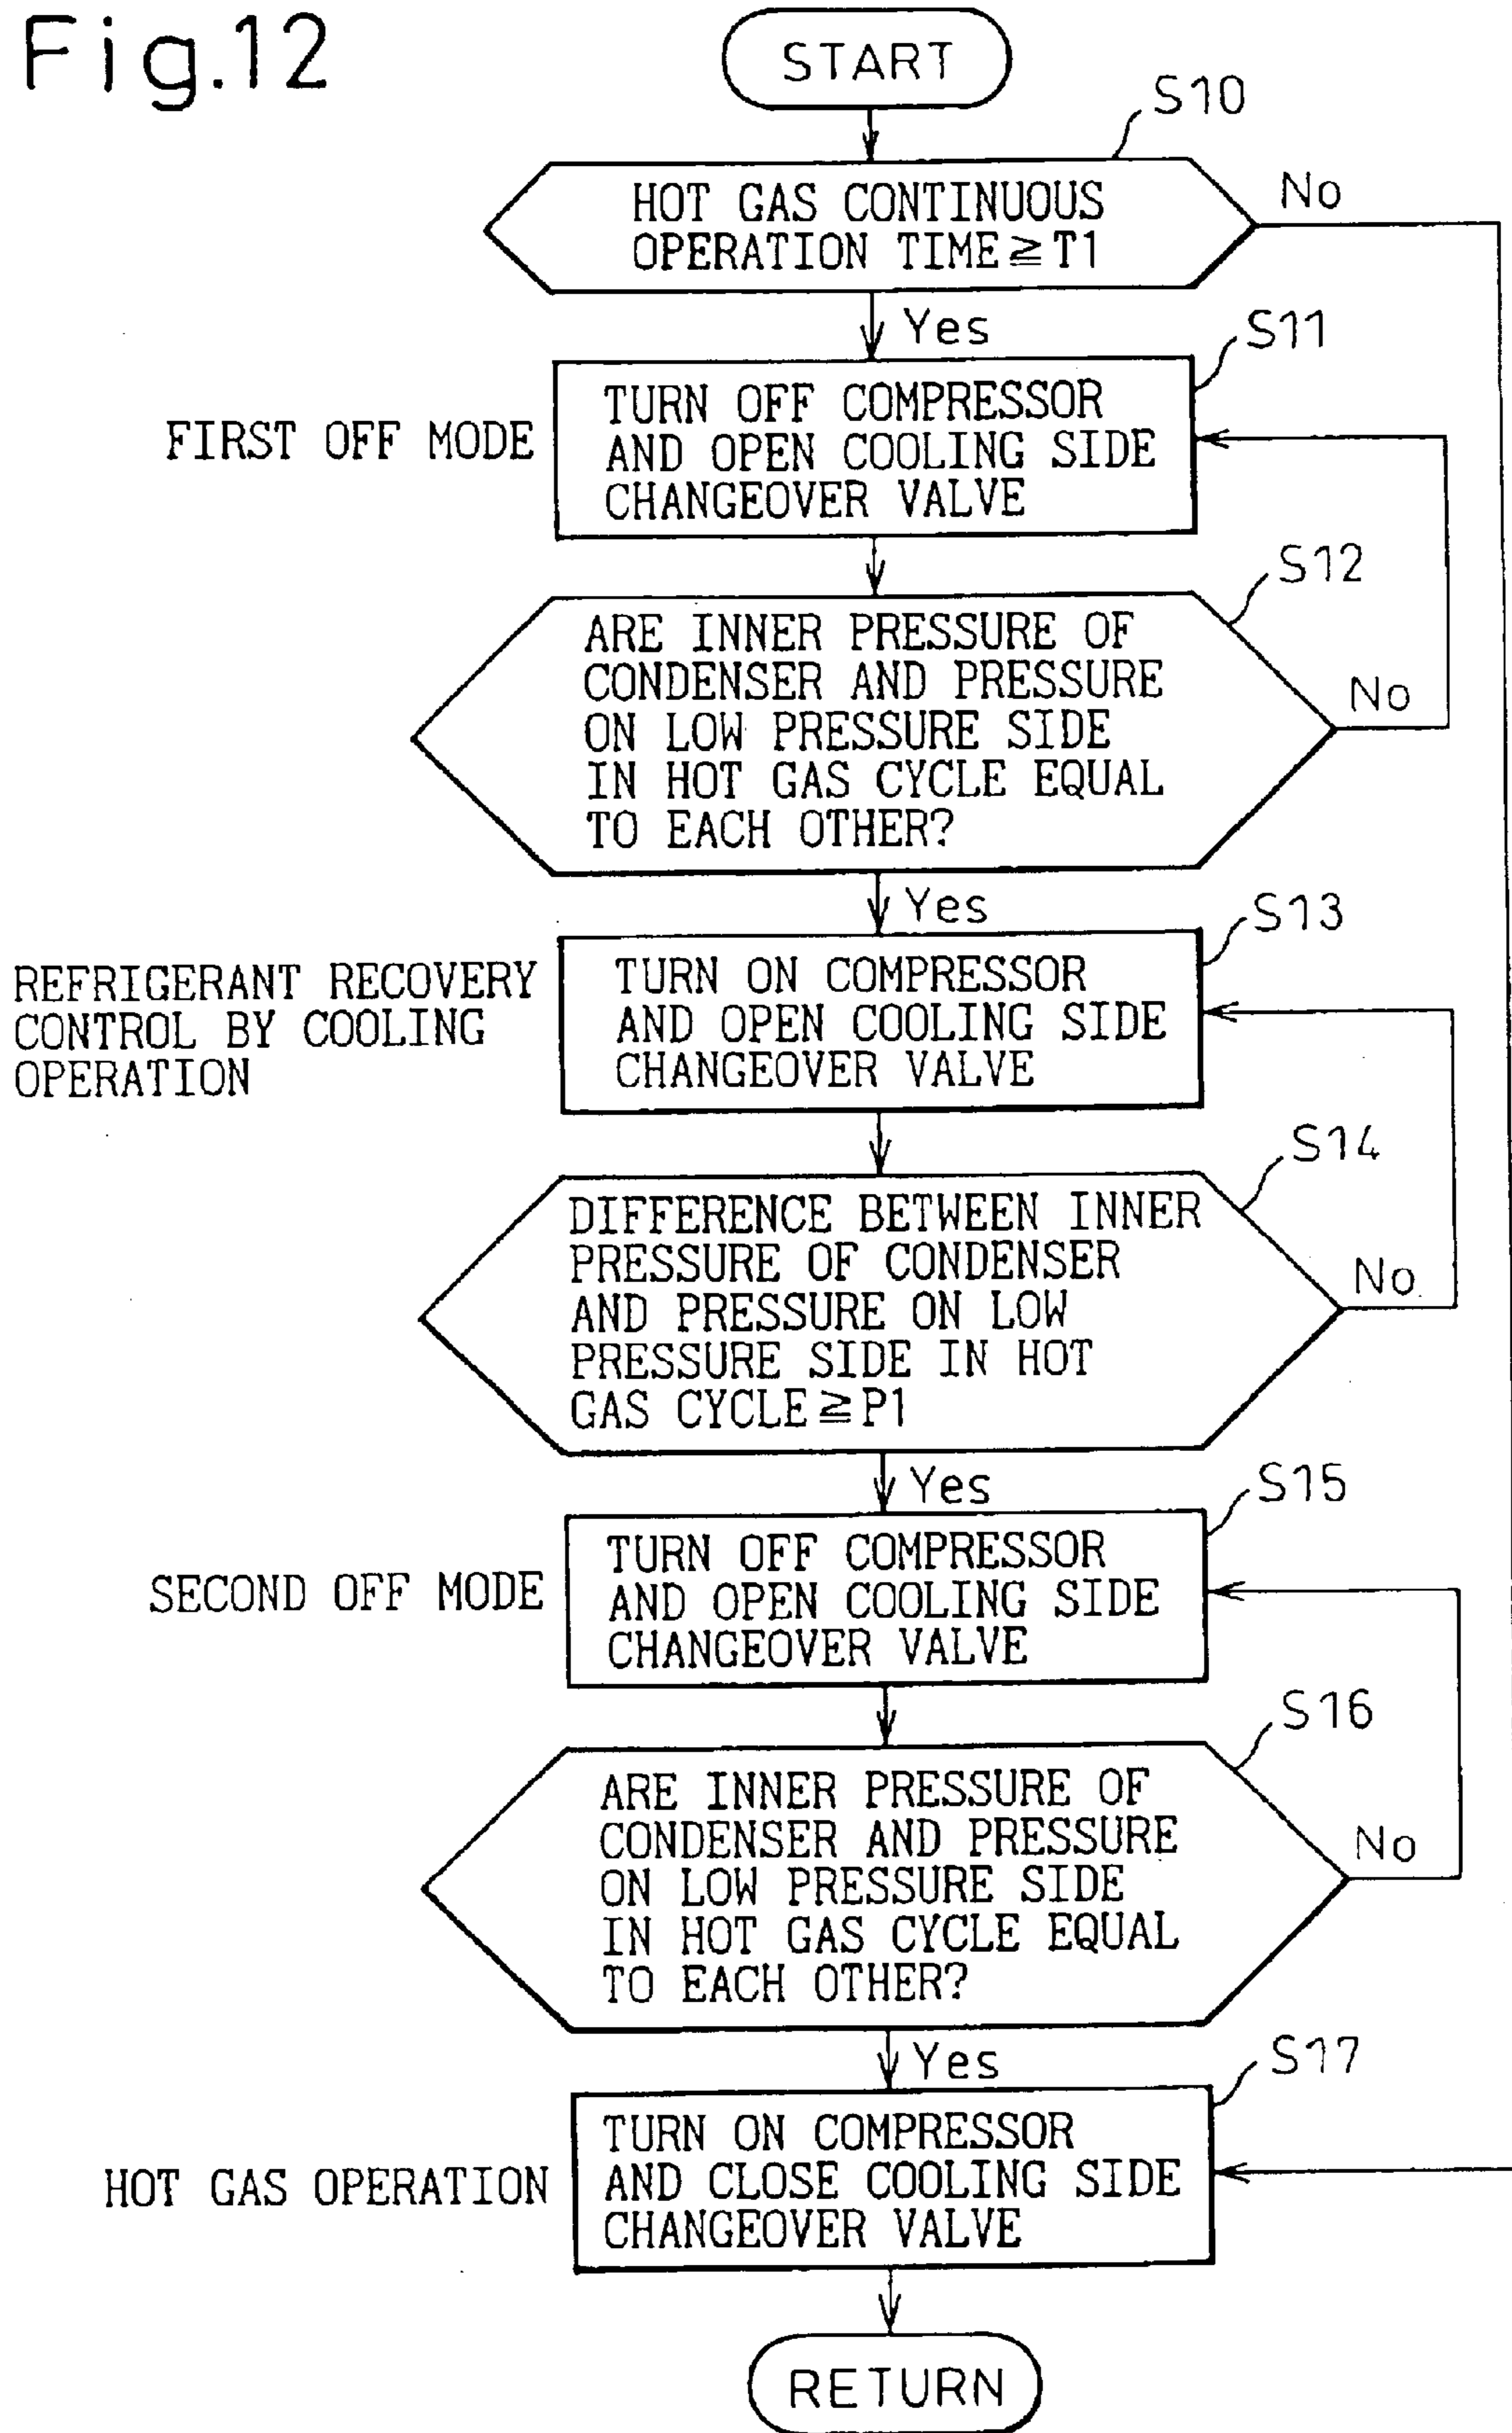 Fig.12
START
S10
HOT GAS CONTINUOUS
OPERATION TIME≧T1
No
Yes
S11
FIRST OFF MODE
TURN OFF COMPRESSOR
AND OPEN COOLING SIDE
CHANGEOVER VALVE
S12
ARE INNER PRESSURE OF
CONDENSER AND PRESSURE
ON LOW PRESSURE SIDE
IN HOT GAS CYCLE EQUAL
TO EACH OTHER?
No
Yes
S13
REFRIGERANT RECOVERY
CONTROL BY COOLING
OPERATION
TURN ON COMPRESSOR
AND OPEN COOLING SIDE
CHANGEOVER VALVE
S14
DIFFERENCE BETWEEN INNER
PRESSURE OF CONDENSER
AND PRESSURE ON LOW
PRESSURE SIDE IN HOT
GAS CYCLE≧P1
No
Yes
S15
SECOND OFF MODE
TURN OFF COMPRESSOR
AND OPEN COOLING SIDE
CHANGEOVER VALVE
S16
ARE INNER PRESSURE OF
CONDENSER AND PRESSURE
ON LOW PRESSURE SIDE
IN HOT GAS CYCLE EQUAL
TO EACH OTHER?
No
Yes
S17
HOT GAS OPERATION
TURN ON COMPRESSOR
AND CLOSE COOLING SIDE
CHANGEOVER VALVE
RETURN